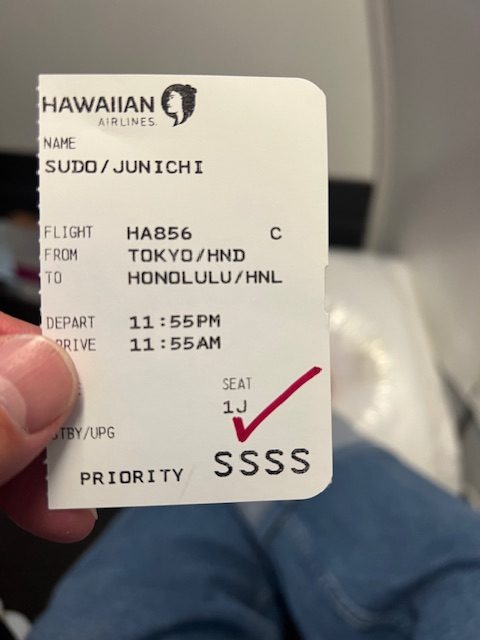 HAWAIIAN
AIRLINES.
NAME
SUDO/JUNICHI
FLIGHT HA856 C
FROM TOKYO/HND
TO HONOLULU/HNL
DEPART 11:55PM
RRIVE 11:55AM
SEAT
1J
STBY/UPG
PRIORITY SSSS